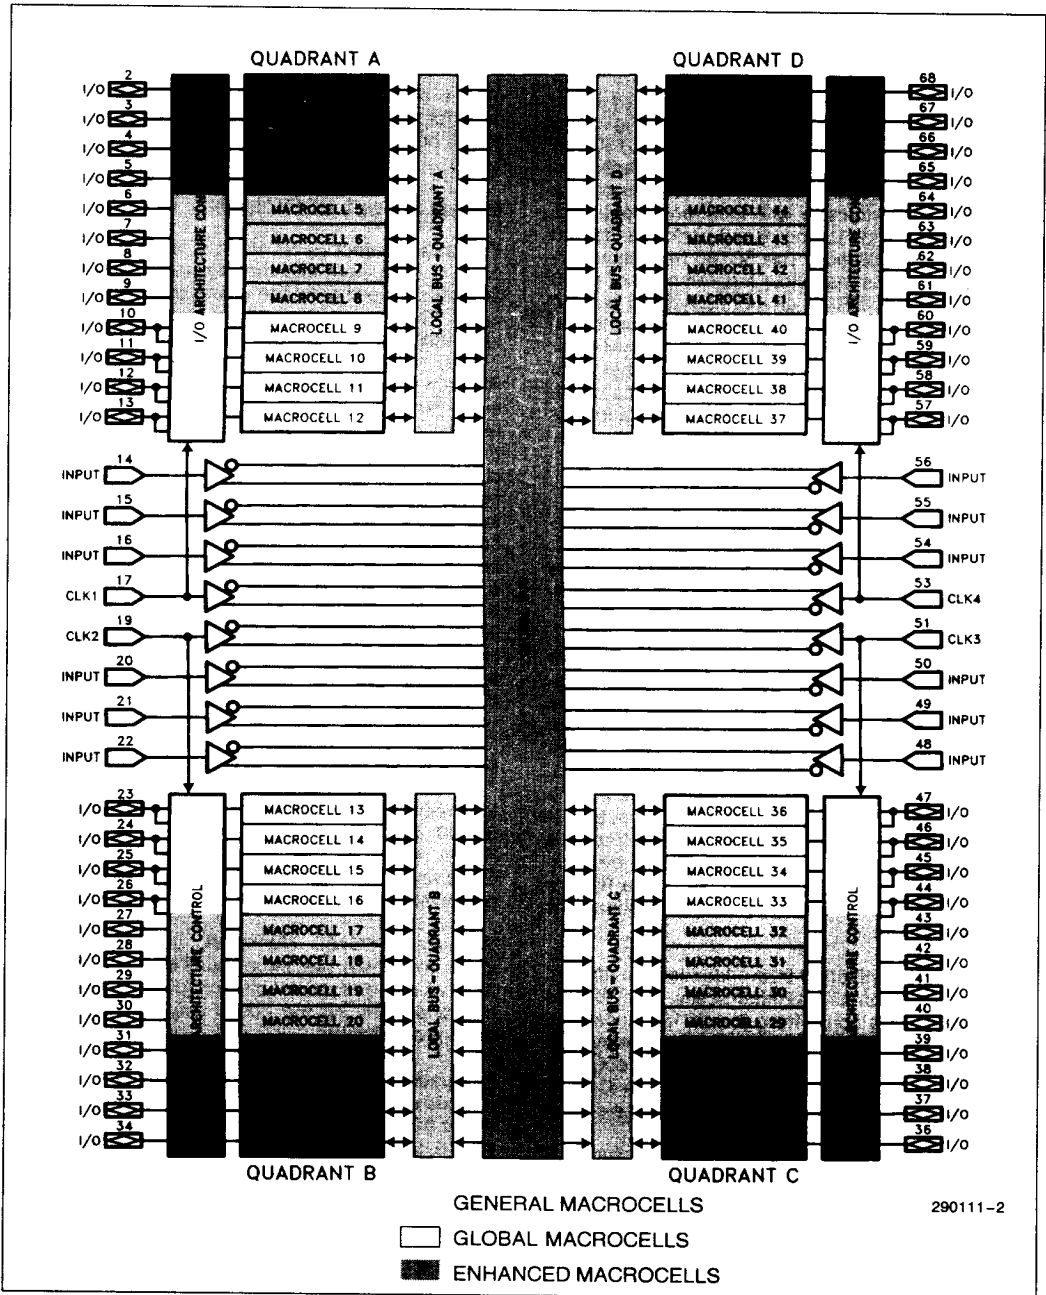 QUADRANT A
QUADRANT D
2
I/O
3
I/O
4
I/O
5
I/O
6
I/O
7
I/O
8
I/O
9
I/O
10
I/O
11
I/O
12
I/O
13
I/O
I/O ARCHITECTURE CON
MACROCELL 5
MACROCELL 6
MACROCELL 7
MACROCELL 8
MACROCELL 9
MACROCELL 10
MACROCELL 11
MACROCELL 12
LOCAL BUS-QUADRANT A
LOCAL BUS-QUADRANT D
MACROCELL 44
MACROCELL 43
MACROCELL 42
MACROCELL 41
MACROCELL 40
MACROCELL 39
MACROCELL 38
MACROCELL 37
I/O ARCHITECTURE CON
68
I/O
67
I/O
66
I/O
65
I/O
64
I/O
63
I/O
62
I/O
61
I/O
60
I/O
59
I/O
58
I/O
57
I/O
14
INPUT
15
INPUT
16
INPUT
17
CLK1
19
CLK2
20
INPUT
21
INPUT
22
INPUT
56
INPUT
55
INPUT
54
INPUT
53
CLK4
51
CLK3
50
INPUT
49
INPUT
48
INPUT
23
I/O
24
I/O
25
I/O
26
I/O
27
I/O
28
I/O
29
I/O
30
I/O
31
I/O
32
I/O
33
I/O
34
I/O
ARCHITECTURE CONTROL
MACROCELL 13
MACROCELL 14
MACROCELL 15
MACROCELL 16
MACROCELL 17
MACROCELL 18
MACROCELL 19
MACROCELL 20
LOCAL BUS-QUADRANT B
LOCAL BUS-QUADRANT C
MACROCELL 36
MACROCELL 35
MACROCELL 34
MACROCELL 33
MACROCELL 32
MACROCELL 31
MACROCELL 30
MACROCELL 29
ARCHITECTURE CONTROL
47
I/O
46
I/O
45
I/O
44
I/O
43
I/O
42
I/O
41
I/O
40
I/O
39
I/O
38
I/O
37
I/O
36
I/O
QUADRANT B
QUADRANT C
GENERAL MACROCELLS
290111-2
GLOBAL MACROCELLS
ENHANCED MACROCELLS